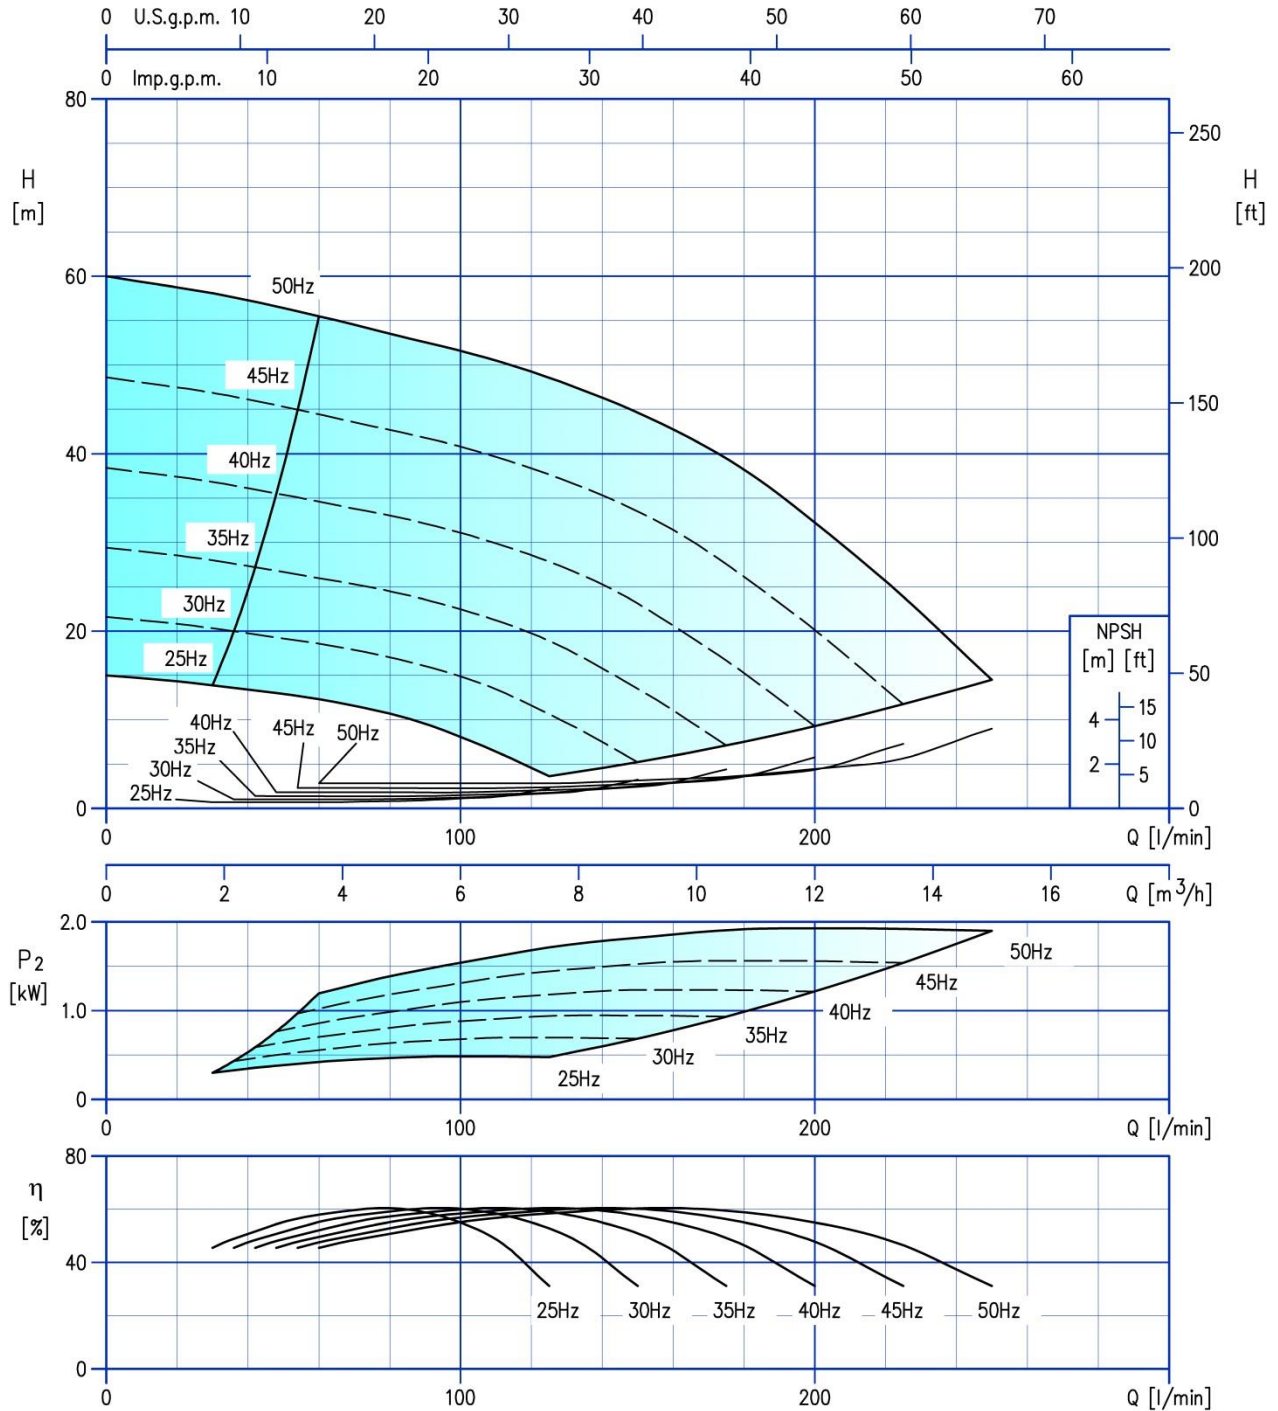 0 U.S.g.p.m. 10 20 30 40 50 60 70
0 Imp.g.p.m. 10 20 30 40 50 60
80
250
H
[m]
H
[ft]
60
200
50Hz
45Hz
150
40
40Hz
35Hz
100
30Hz
20
25Hz
50
NPSH
[m] [ft]
4
15
10
2
5
40Hz
45Hz
50Hz
35Hz
30Hz
25Hz
0
0
0 100 200 Q [l/min]
0 2 4 6 8 10 12 14 16 Q [m³/h]
2.0
P2
[kW]
1.0
0
50Hz
45Hz
40Hz
35Hz
30Hz
25Hz
0 100 200 Q [l/min]
80
η
[%]
40
25Hz 30Hz 35Hz 40Hz 45Hz 50Hz
0
0 100 200 Q [l/min]